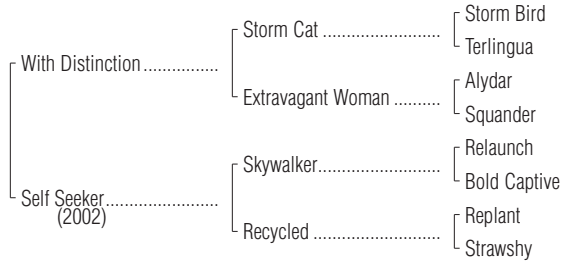 Storm Bird
Storm Cat ........................
Terlingua
With Distinction ...............
Alydar
Extravagant Woman .........
Squander
Relaunch
Skywalker.........................
Bold Captive
Self Seeker.......................
(2002)
Replant
Recycled ..........................
Strawshy